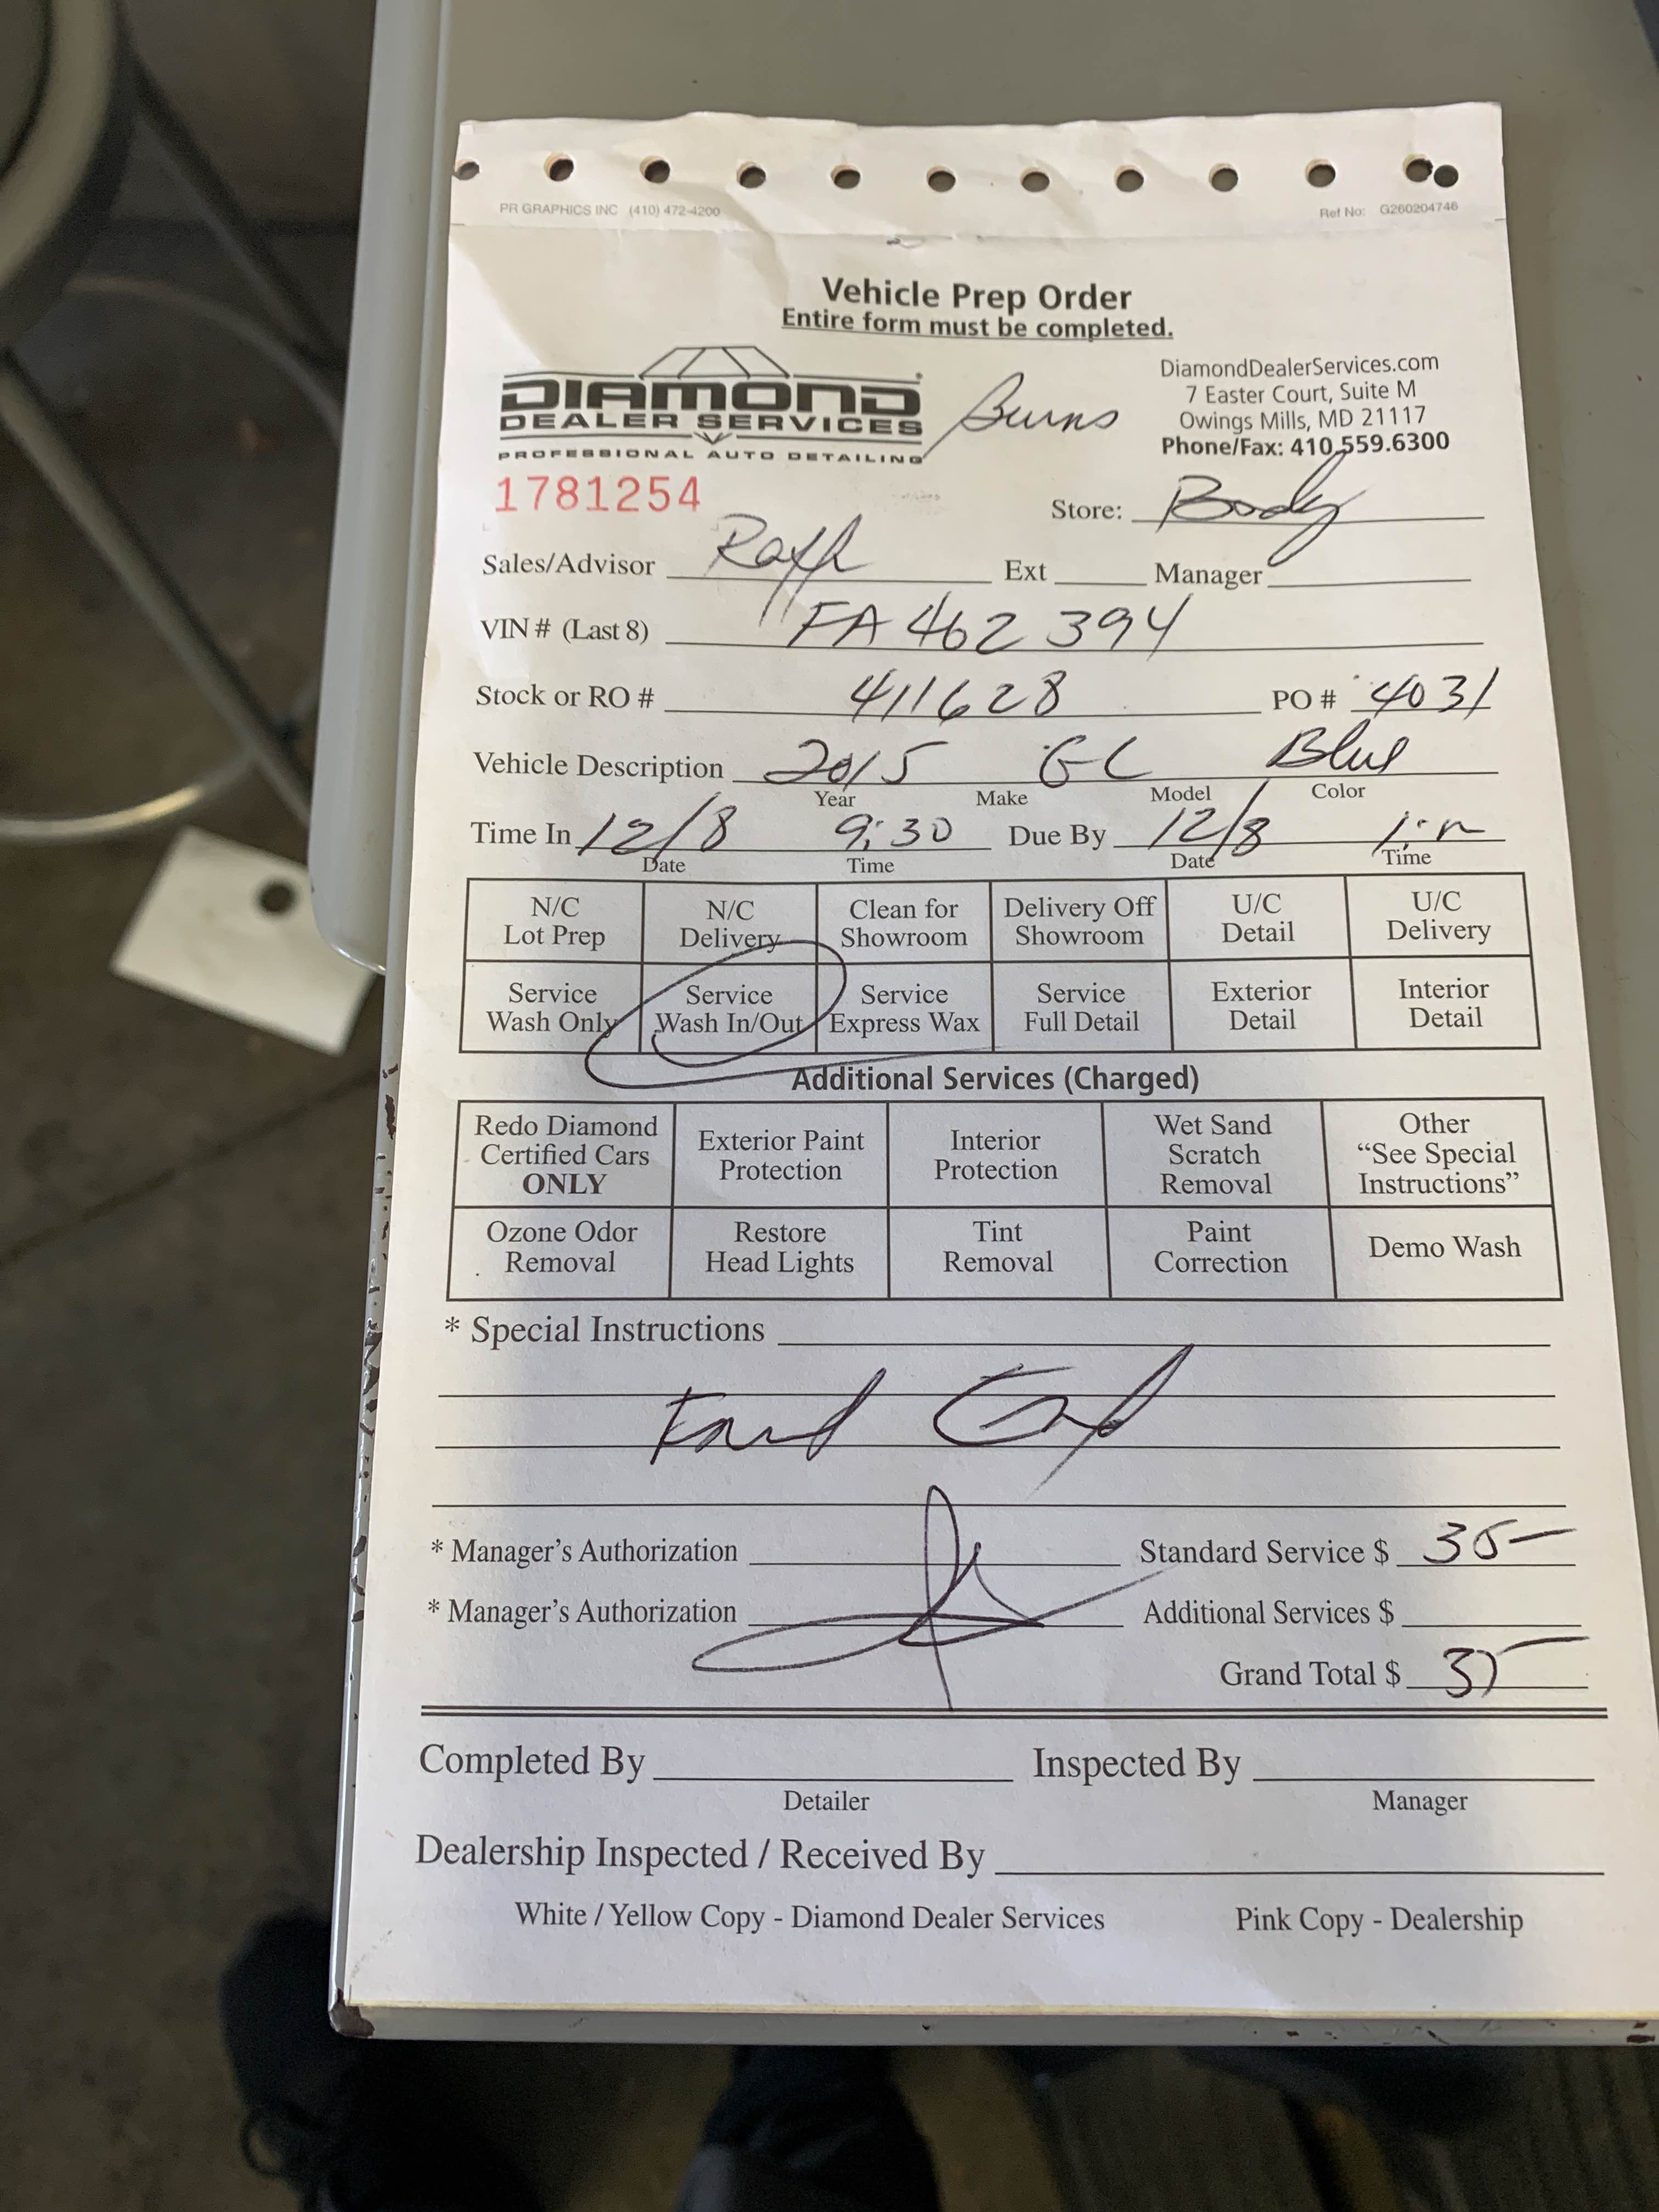 PR GRAPHICS INC (410) 472-4200 Ref No: G260204746
Vehicle Prep Order
Entire form must be completed.
DIAMOND
DEALER SERVICES
PROFESSIONAL AUTO DETAILING
Burns
DiamondDealerServices.com
7 Easter Court, Suite M
Owings Mills, MD 21117
Phone/Fax: 410.559.6300
1781254
Store: Body
Sales/Advisor Ralph Ext Manager
VIN # (Last 8) FA462394
Stock or RO # 411628 PO # 4031
Vehicle Description 2015 GC Blue
Year Make Model Color
Time In 12/8 9:30 Due By 12/8
Date Time Date Time
N/C Lot Prep
N/C Delivery
Clean for Showroom
Delivery Off Showroom
U/C Detail
U/C Delivery
Service Wash Only
Service Wash In/Out
Service Express Wax
Service Full Detail
Exterior Detail
Interior Detail
Additional Services (Charged)
Redo Diamond Certified Cars ONLY
Exterior Paint Protection
Interior Protection
Wet Sand Scratch Removal
Other “See Special Instructions”
Ozone Odor Removal
Restore Head Lights
Tint Removal
Paint Correction
Demo Wash
* Special Instructions
* Manager’s Authorization Standard Service $ 35-
* Manager’s Authorization Additional Services $
Grand Total $ 35-
Completed By Inspected By
Detailer Manager
Dealership Inspected / Received By
White / Yellow Copy - Diamond Dealer Services Pink Copy - Dealership